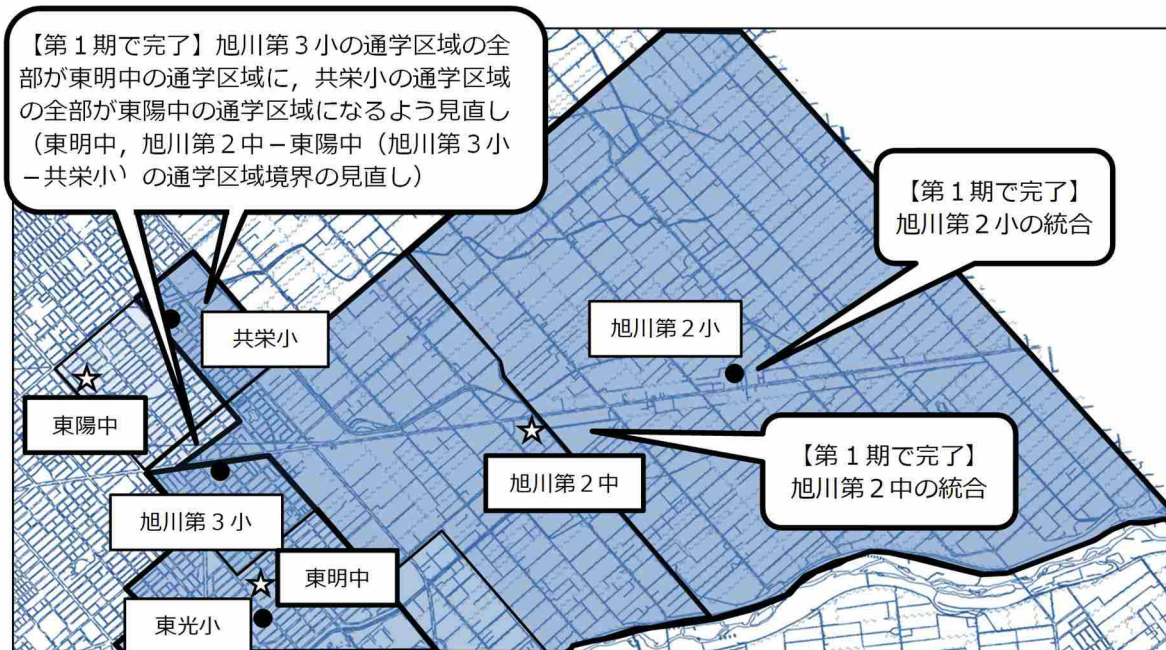 【第１期で完了】旭川第３小の通学区域の全
部が東明中の通学区域に，共栄小の通学区域
の全部が東陽中の通学区域になるよう見直し
（東明中，旭川第２中－東陽中（旭川第３小
－共栄小）の通学区域境界の見直し）
【第１期で完了】
旭川第２小の統合
旭川第２小
共栄小
東陽中
【第１期で完了】
旭川第２中の統合
旭川第２中
旭川第３小
東明中
東光小